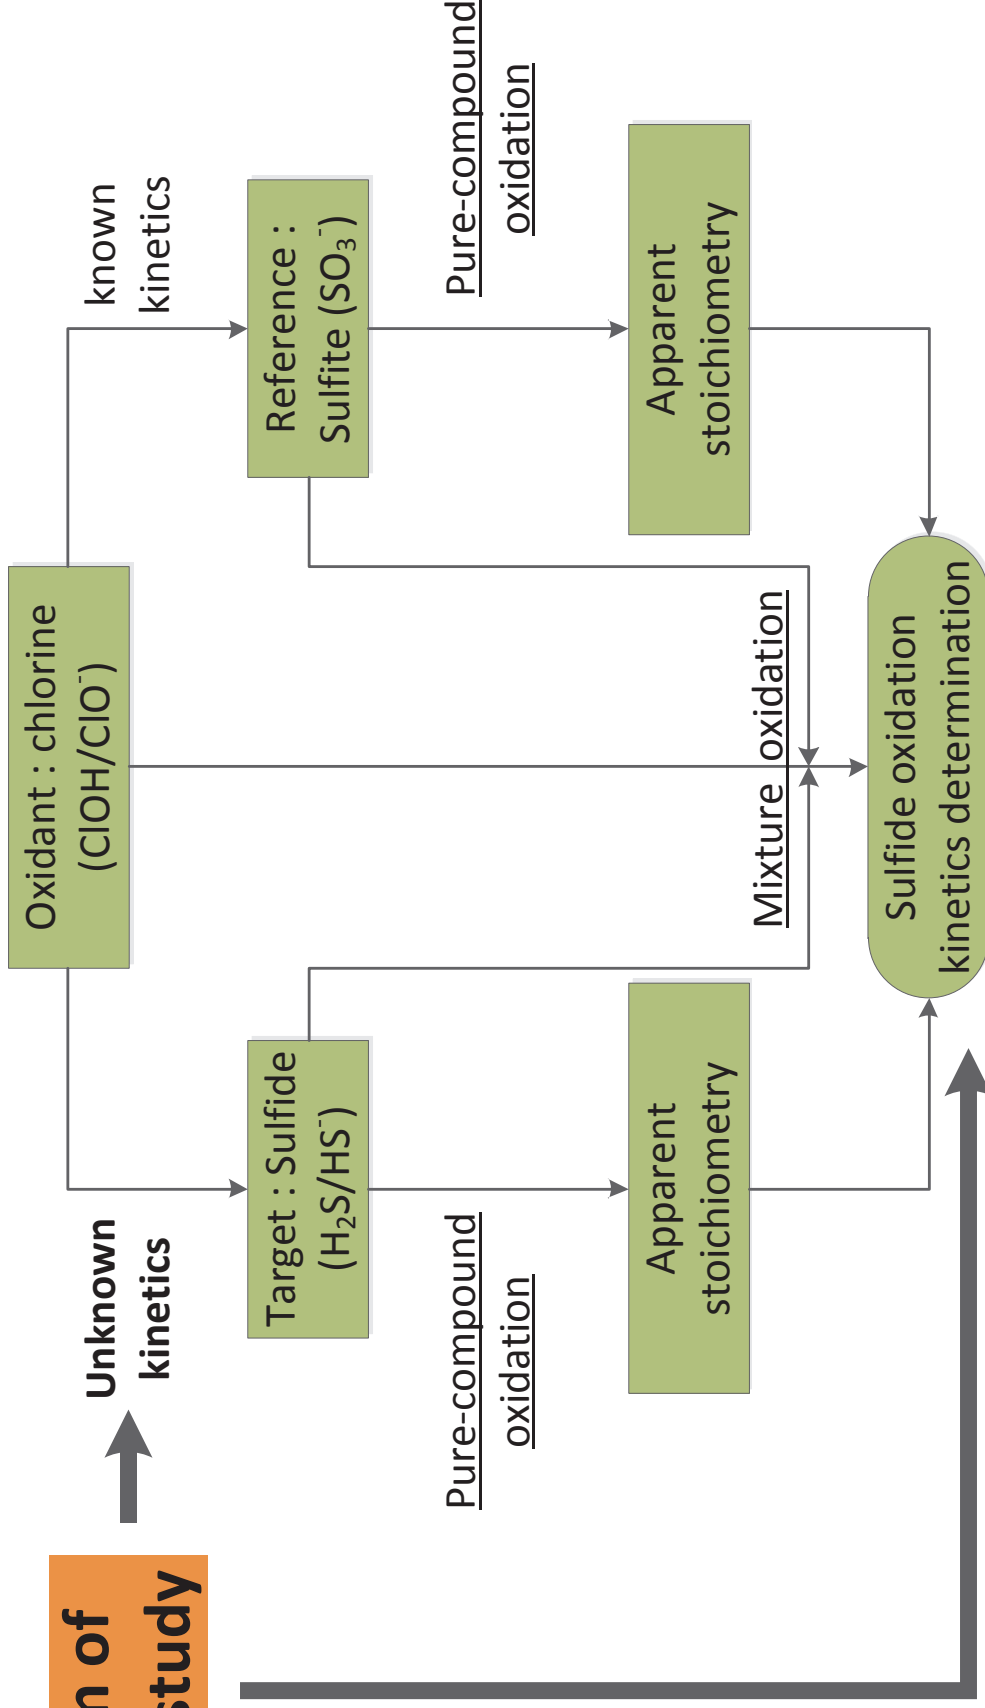 n of
study
Unknown
kinetics
Oxidant : chlorine
(ClOH/ClO⁻)
known
kinetics
Target : Sulfide
(H₂S/HS⁻)
Reference :
Sulfite (SO₃⁻)
Pure-compound
oxidation
Pure-compound
oxidation
Apparent
stoichiometry
Mixture oxidation
Apparent
stoichiometry
Sulfide oxidation
kinetics determination